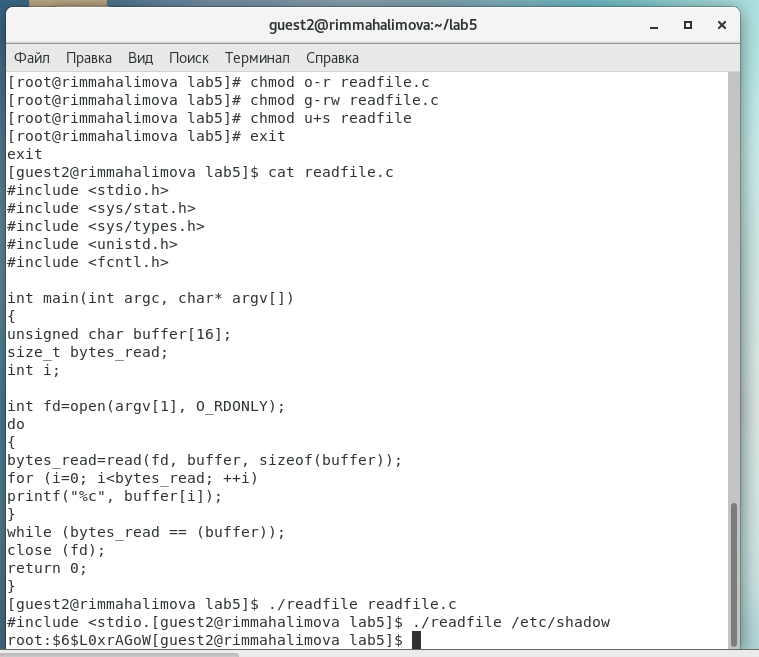 guest2@rimmahalimova:~/lab5
Файл Правка Вид Поиск Терминал Справка
[root@rimmahalimova lab5]# chmod o-r readfile.c
[root@rimmahalimova lab5]# chmod g-rw readfile.c
[root@rimmahalimova lab5]# chmod u+s readfile
[root@rimmahalimova lab5]# exit
exit
[guest2@rimmahalimova lab5]$ cat readfile.c
#include <stdio.h>
#include <sys/stat.h>
#include <sys/types.h>
#include <unistd.h>
#include <fcntl.h>
int main(int argc, char* argv[])
{
unsigned char buffer[16];
size_t bytes_read;
int i;
int fd=open(argv[1], O_RDONLY);
do
{
bytes_read=read(fd, buffer, sizeof(buffer));
for (i=0; i<bytes_read; ++i)
printf("%c", buffer[i]);
}
while (bytes_read == (buffer));
close (fd);
return 0;
}
[guest2@rimmahalimova lab5]$ ./readfile readfile.c
#include <stdio.[guest2@rimmahalimova lab5]$ ./readfile /etc/shadow
root:$6$L0xrAGoW[guest2@rimmahalimova lab5]$